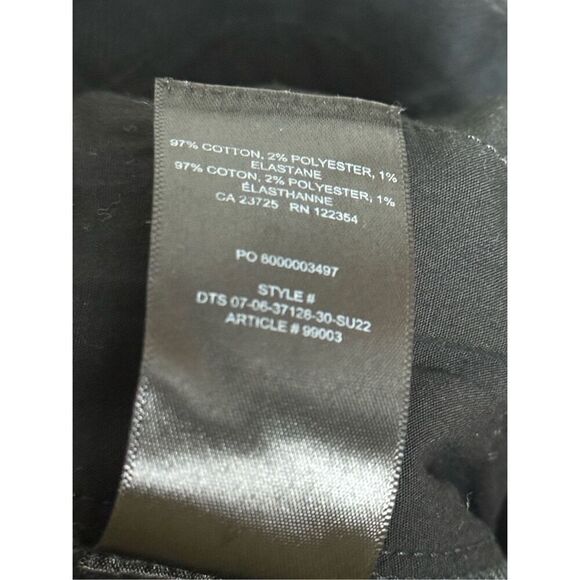 97% COTTON, 2% POLYESTER, 1%
ELASTANE
97% COTON, 2% POLYESTER, 1%
ÉLASTHANNE
CA 23725 RN 122354
PO 6000003497
STYLE #
DTS 07-06-37128-30-SU22
ARTICLE # 99003